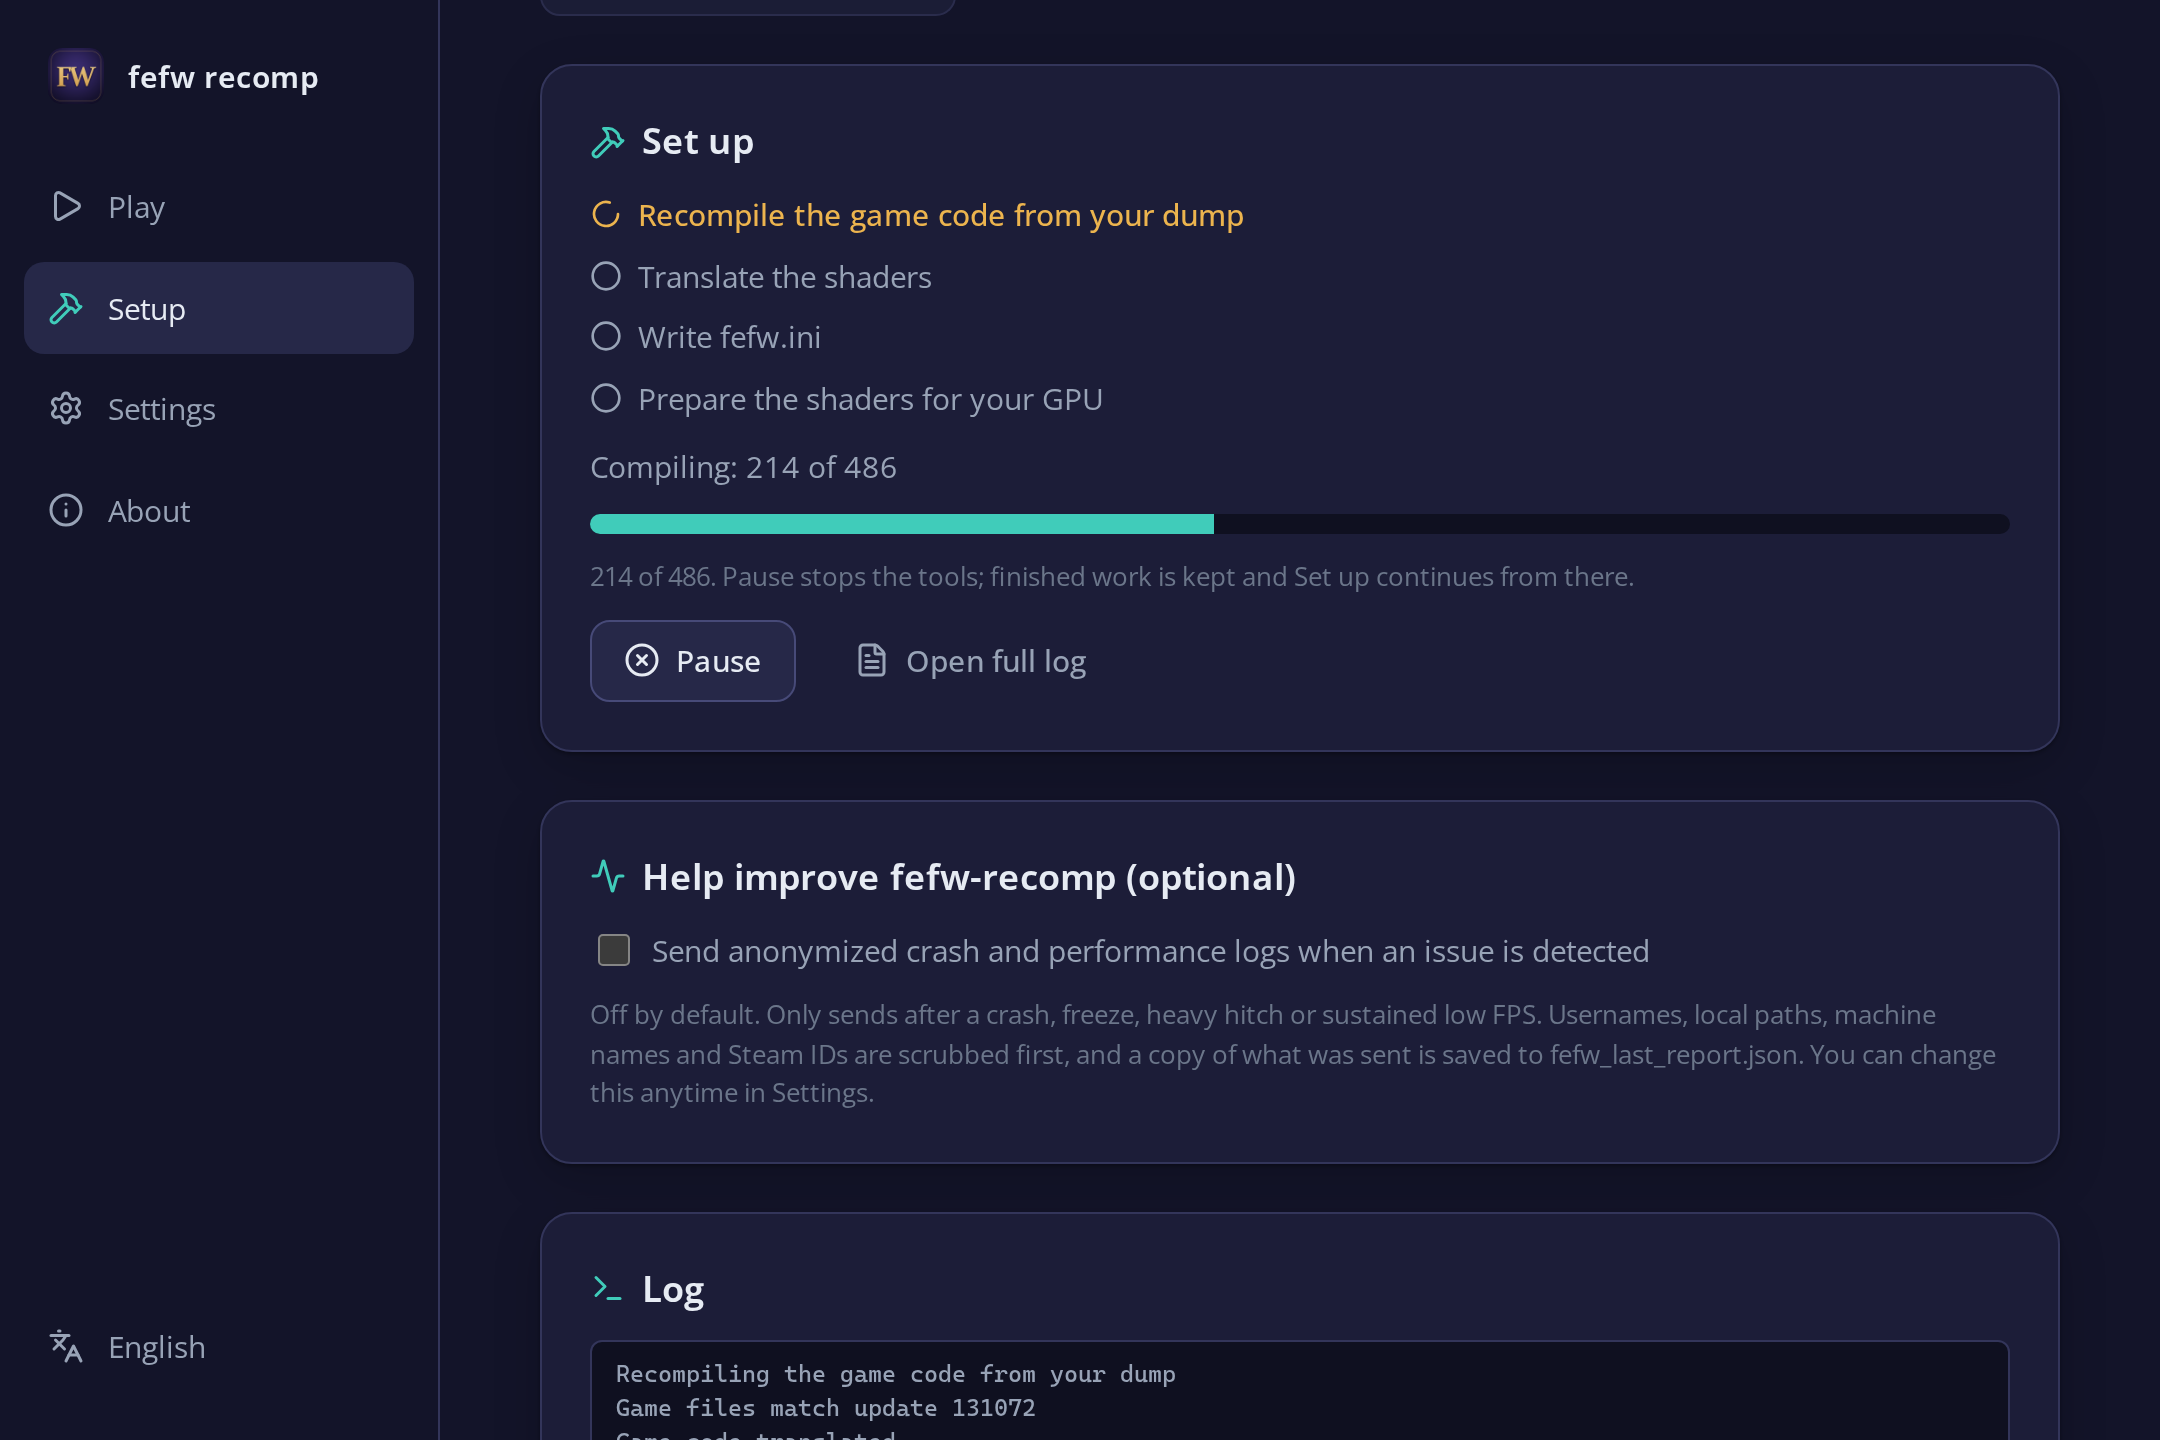 FW
fefw recomp
Play
Setup
Settings
About
English
Set up
Recompile the game code from your dump
Translate the shaders
Write fefw.ini
Prepare the shaders for your GPU
Compiling: 214 of 486
214 of 486. Pause stops the tools; finished work is kept and Set up continues from there.
Pause
Open full log
Help improve fefw-recomp (optional)
Send anonymized crash and performance logs when an issue is detected
Off by default. Only sends after a crash, freeze, heavy hitch or sustained low FPS. Usernames, local paths, machine
names and Steam IDs are scrubbed first, and a copy of what was sent is saved to fefw_last_report.json. You can change
this anytime in Settings.
Log
Recompiling the game code from your dump
Game files match update 131072
Game code translated